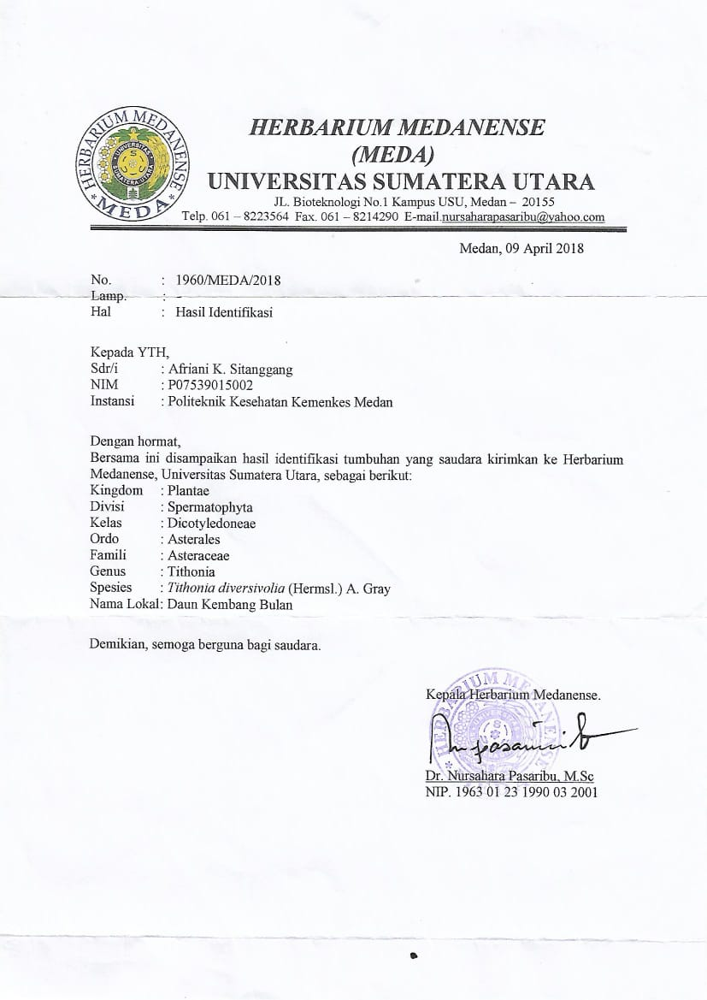 HERBARIUM MEDANENSE
MEDA
UNIVERSITAS
SUMATERA UTARA
HERBARIUM MEDANENSE
(MEDA)
UNIVERSITAS SUMATERA UTARA
JL. Bioteknologi No.1 Kampus USU, Medan – 20155
Telp. 061 – 8223564 Fax. 061 – 8214290 E-mail.nursaharapasaribu@yahoo.com
Medan, 09 April 2018
No. : 1960/MEDA/2018
Lamp. : -
Hal : Hasil Identifikasi
Kepada YTH,
Sdr/i : Afriani K. Sitanggang
NIM : P07539015002
Instansi : Politeknik Kesehatan Kemenkes Medan
Dengan hormat,
Bersama ini disampaikan hasil identifikasi tumbuhan yang saudara kirimkan ke Herbarium
Medanense, Universitas Sumatera Utara, sebagai berikut:
Kingdom : Plantae
Divisi : Spermatophyta
Kelas : Dicotyledoneae
Ordo : Asterales
Famili : Asteraceae
Genus : Tithonia
Spesies : Tithonia diversivolia (Hermsl.) A. Gray
Nama Lokal: Daun Kembang Bulan
Demikian, semoga berguna bagi saudara.
Kepala Herbarium Medanense.
HERBARIUM MEDANENSE
Dr. Nursahara Pasaribu, M.Sc
NIP. 1963 01 23 1990 03 2001